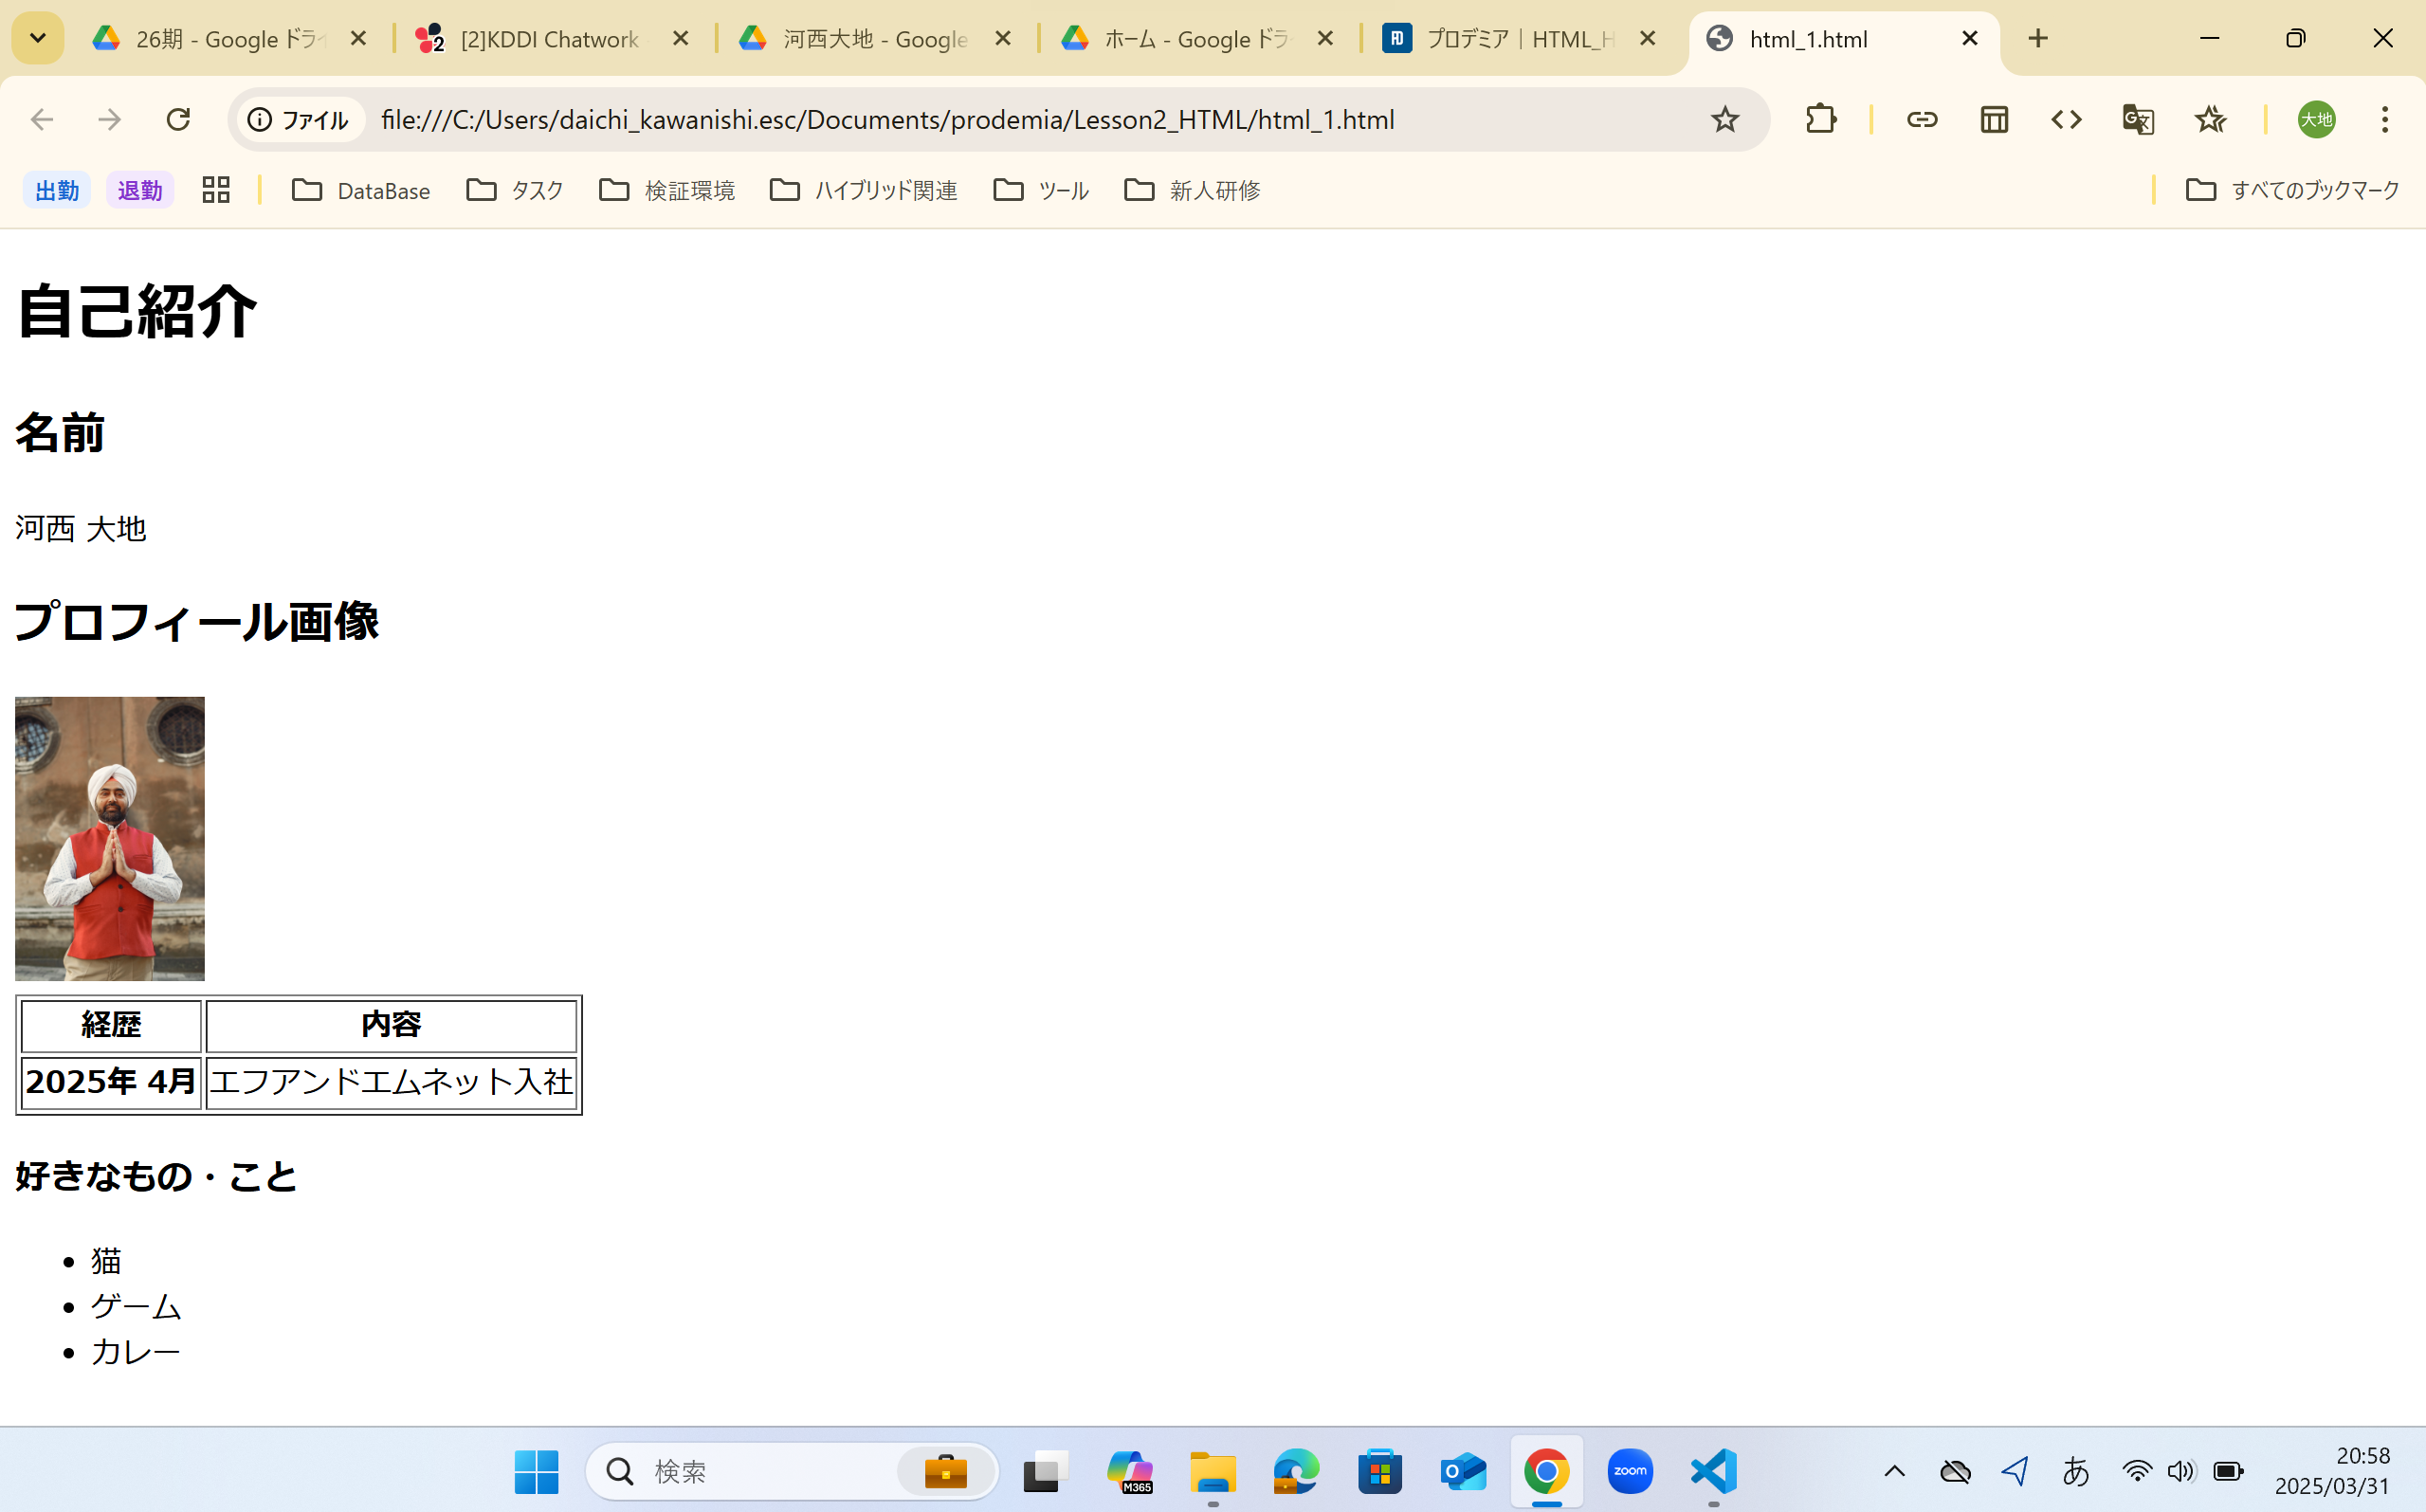 26期 - Google ドライ
[2]KDDI Chatwork
河西大地 - Google
ホーム - Google ドラ
プロデミア｜HTML_H
html_1.html
ファイル
file:///C:/Users/daichi_kawanishi.esc/Documents/prodemia/Lesson2_HTML/html_1.html
大地
出勤
退勤
DataBase
タスク
検証環境
ハイブリッド関連
ツール
新人研修
すべてのブックマーク
自己紹介
名前
河西 大地
プロフィール画像
経歴 内容
2025年 4月 エフアンドエムネット入社
好きなもの・こと
• 猫
• ゲーム
• カレー
検索
M365
zoom
あ
20:58
2025/03/31